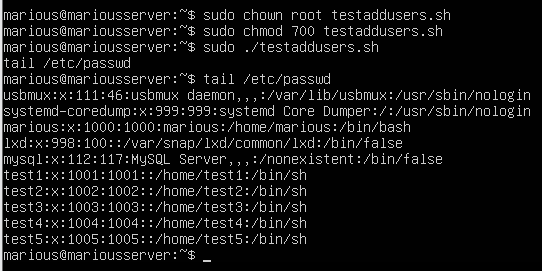 marious@mariousserver:~$ sudo chown root testaddusers.sh
marious@mariousserver:~$ sudo chmod 700 testaddusers.sh
marious@mariousserver:~$ sudo ./testaddusers.sh
tail /etc/passwd
marious@mariousserver:~$ tail /etc/passwd
usbmux:x:111:46:usbmux daemon,,,:/var/lib/usbmux:/usr/sbin/nologin
systemd-coredump:x:999:999:systemd Core Dumper:/:/usr/sbin/nologin
marious:x:1000:1000:marious:/home/marious:/bin/bash
lxd:x:998:100::/var/snap/lxd/common/lxd:/bin/false
mysql:x:112:117:MySQL Server,,,:/nonexistent:/bin/false
test1:x:1001:1001::/home/test1:/bin/sh
test2:x:1002:1002::/home/test2:/bin/sh
test3:x:1003:1003::/home/test3:/bin/sh
test4:x:1004:1004::/home/test4:/bin/sh
test5:x:1005:1005::/home/test5:/bin/sh
marious@mariousserver:~$ _